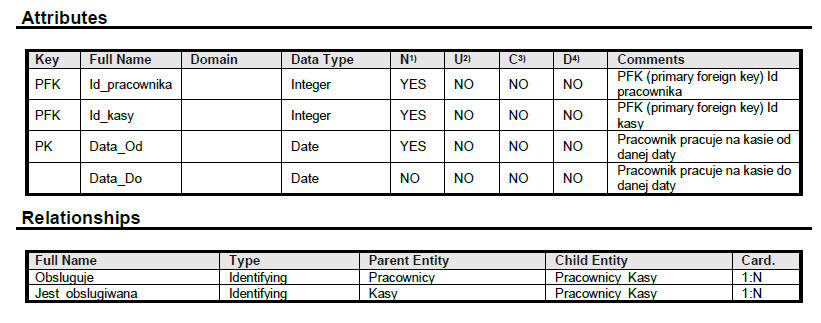 Attributes
Key Full Name Domain Data Type N1) U2) C3) D4) Comments
PFK Id_pracownika Integer YES NO NO NO PFK (primary foreign key) Id
pracownika
PFK Id_kasy Integer YES NO NO NO PFK (primary foreign key) Id
kasy
PK Data_Od Date YES NO NO NO Pracownik pracuje na kasie od
danej daty
Data_Do Date NO NO NO NO Pracownik pracuje na kasie do
danej daty
Relationships
Full Name Type Parent Entity Child Entity Card.
Obsluguje Identifying Pracownicy Pracownicy_Kasy 1:N
Jest_obslugiwana Identifying Kasy Pracownicy_Kasy 1:N